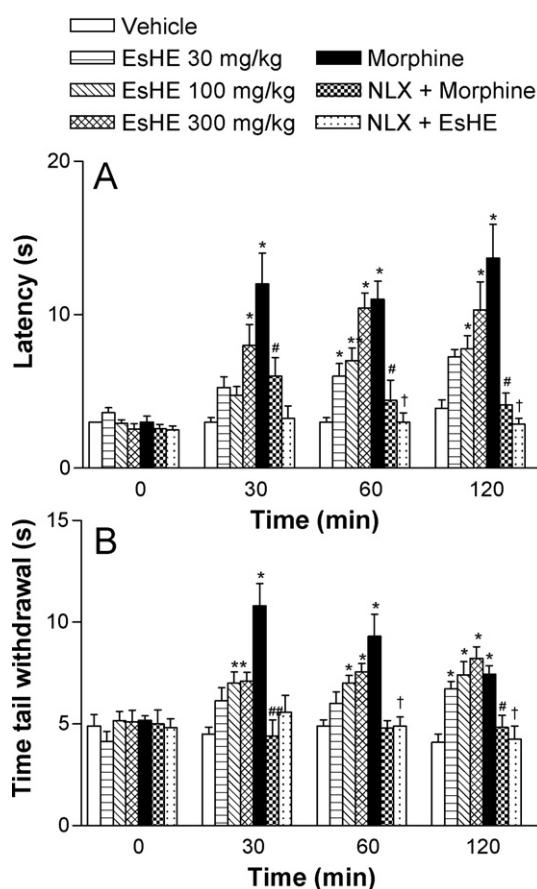 Vehicle
EsHE 30 mg/kg
Morphine
EsHE 100 mg/kg
NLX + Morphine
EsHE 300 mg/kg
NLX + EsHE
A
Latency (s)
20
10
0
* * # * ** * * # † * * * # †
0 30 60 120
Time (min)
B
Time tail withdrawal (s)
15
10
5
0
** * ## * * * † * * * * # †
0 30 60 120
Time (min)